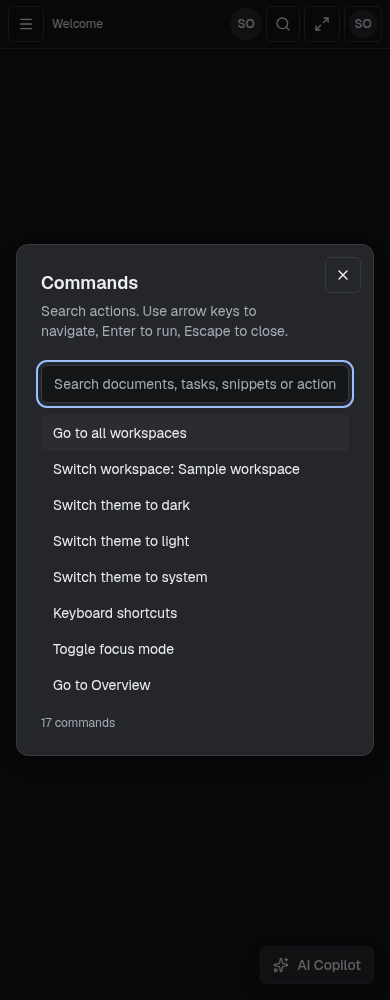 Welcome
SO
SO
Commands
Search actions. Use arrow keys to
navigate, Enter to run, Escape to close.
Search documents, tasks, snippets or action
Go to all workspaces
Switch workspace: Sample workspace
Switch theme to dark
Switch theme to light
Switch theme to system
Keyboard shortcuts
Toggle focus mode
Go to Overview
17 commands
AI Copilot